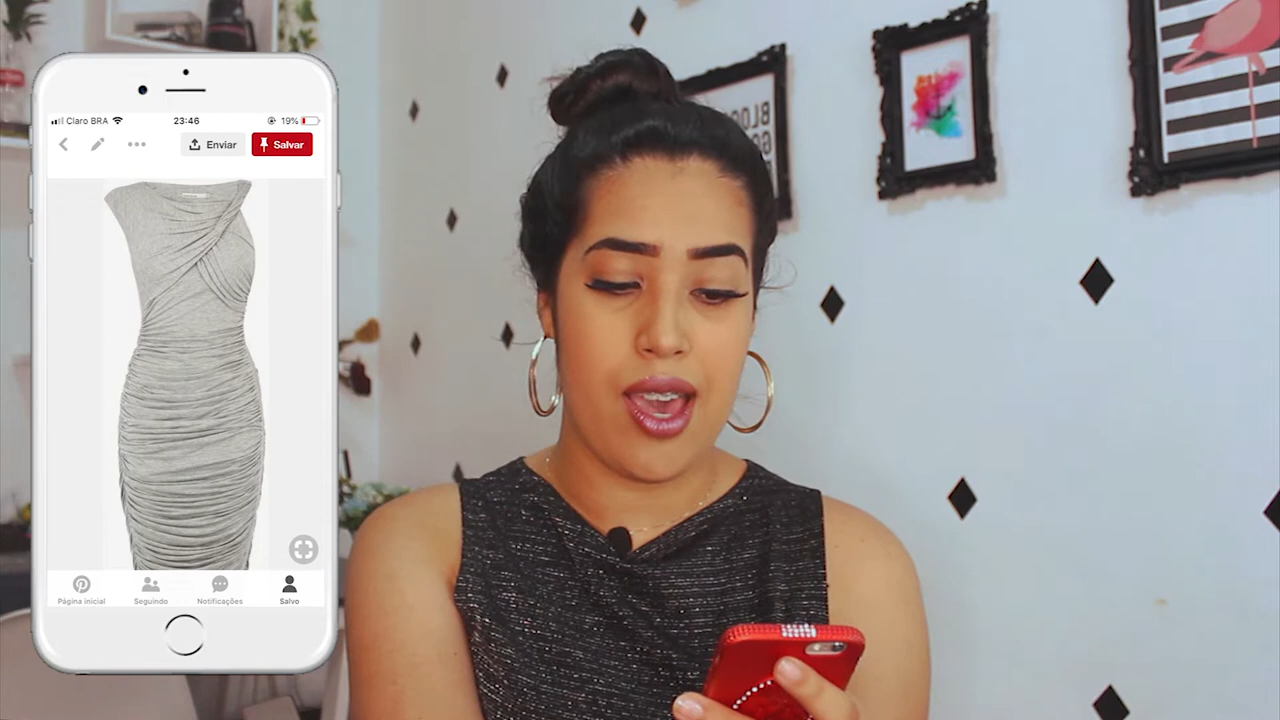 Claro BRA
23:46
19%
Enviar
Salvar
Página inicial
Seguindo
Notificações
Salvo